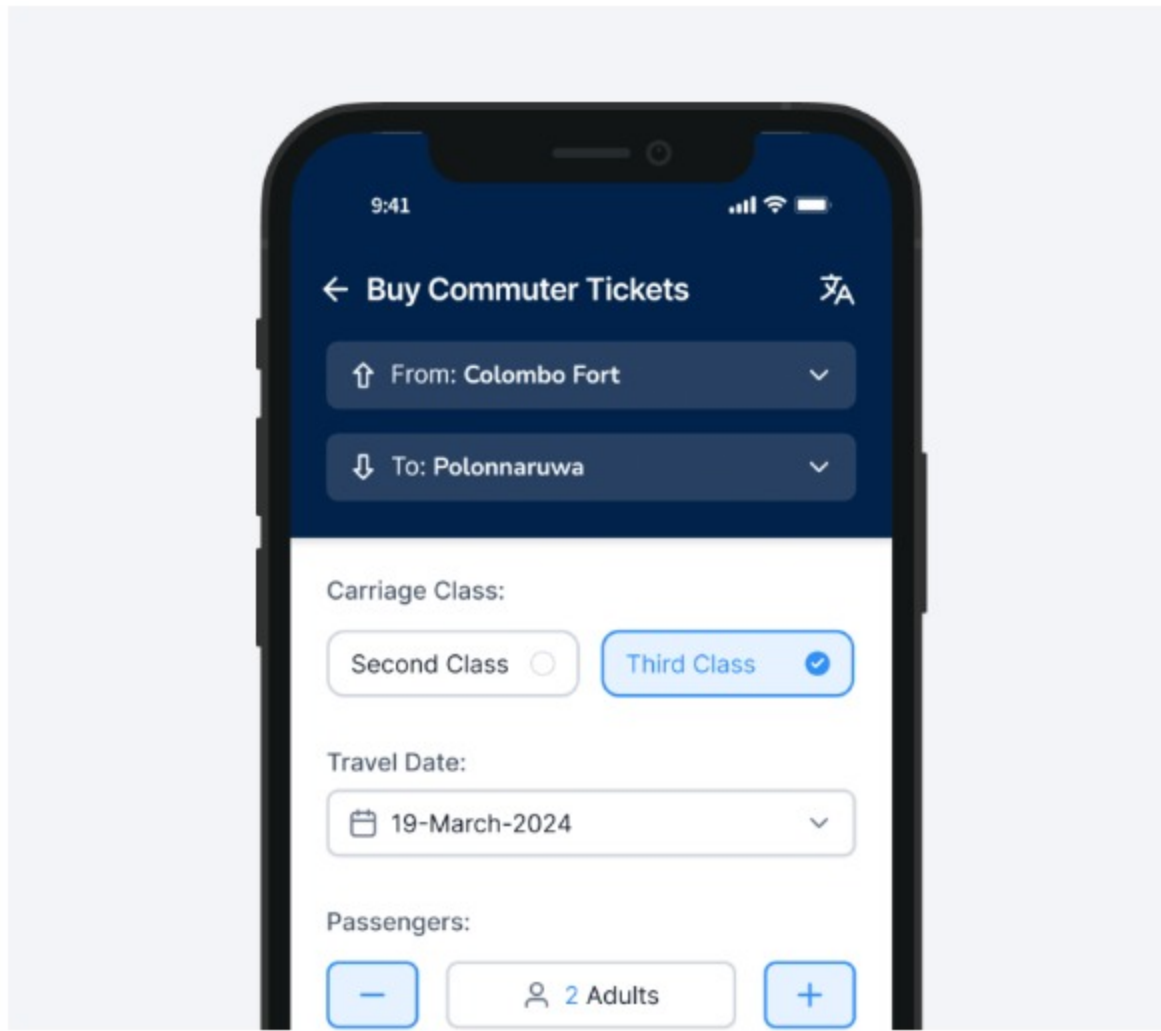 9:41
Buy Commuter Tickets
From: Colombo Fort
To: Polonnaruwa
Carriage Class:
Second Class
Third Class
Travel Date:
19-March-2024
Passengers:
2 Adults